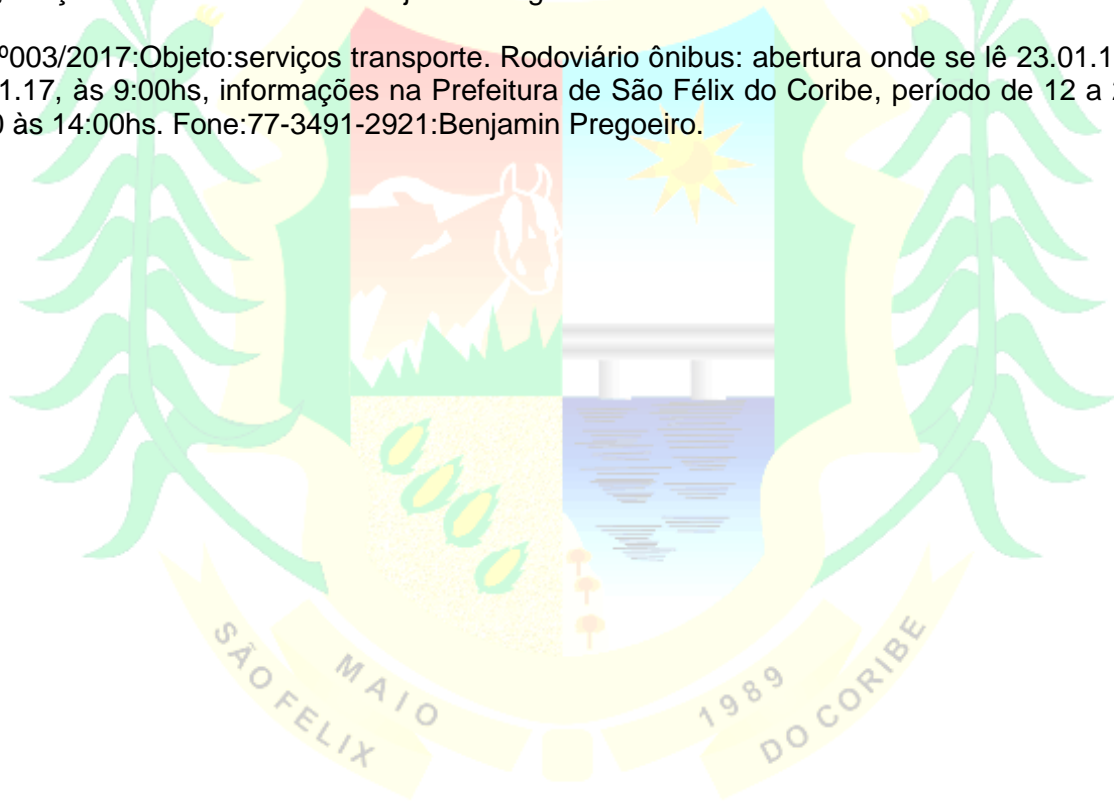 º003/2017:Objeto:serviços transporte. Rodoviário ônibus: abertura onde se lê 23.01.1
1.17, às 9:00hs, informações na Prefeitura de São Félix do Coribe, período de 12 a
às 14:00hs. Fone:77-3491-2921:Benjamin Pregoeiro.
SÃO FELIX MAIO 1989 DO CORIBE